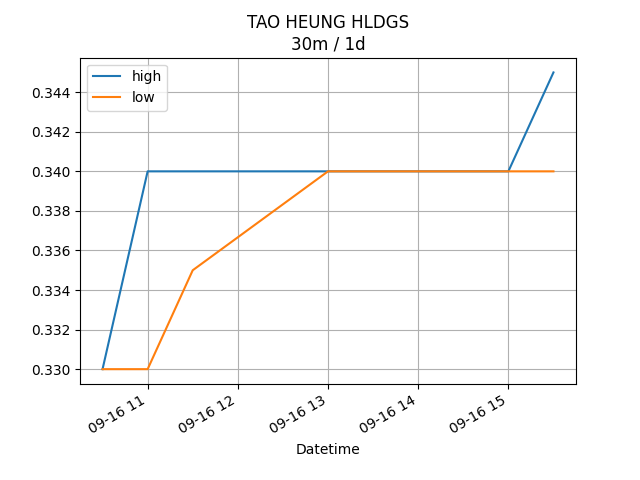 TAO HEUNG HLDGS
30m / 1d
high
low
0.344
0.342
0.340
0.338
0.336
0.334
0.332
0.330
09-16 11
09-16 12
09-16 13
09-16 14
09-16 15
Datetime